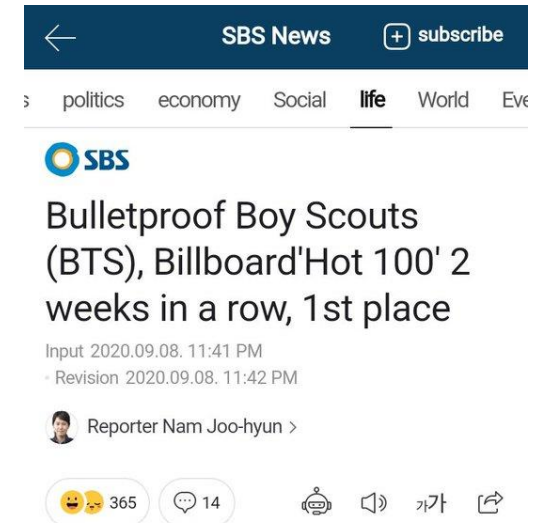 SBS News
subscribe
politics economy Social life World Eve
SBS
Bulletproof Boy Scouts
(BTS), Billboard'Hot 100' 2
weeks in a row, 1st place
Input 2020.09.08. 11:41 PM
· Revision 2020.09.08. 11:42 PM
Reporter Nam Joo-hyun >
365
14
가가